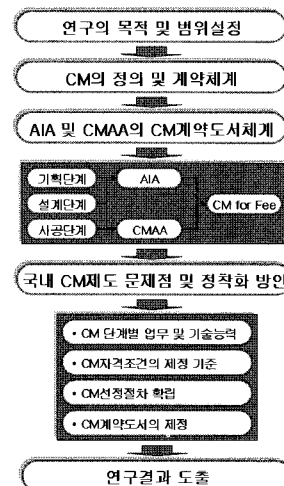 연구의 목적 및 범위설정
CM의 정의 및 계약체계
AIA 및 CMAA의 CM계약도서체계
기획단계 AIA
설계단계 CM for Fee
시공단계 CMAA
국내 CM제도 문제점 및 정착화 방안
• CM 단계별 업무 및 기술능력
• CM자격조건의 제정 기준
• CM선정절차 확립
• CM계약도서의 제정
연구결과 도출